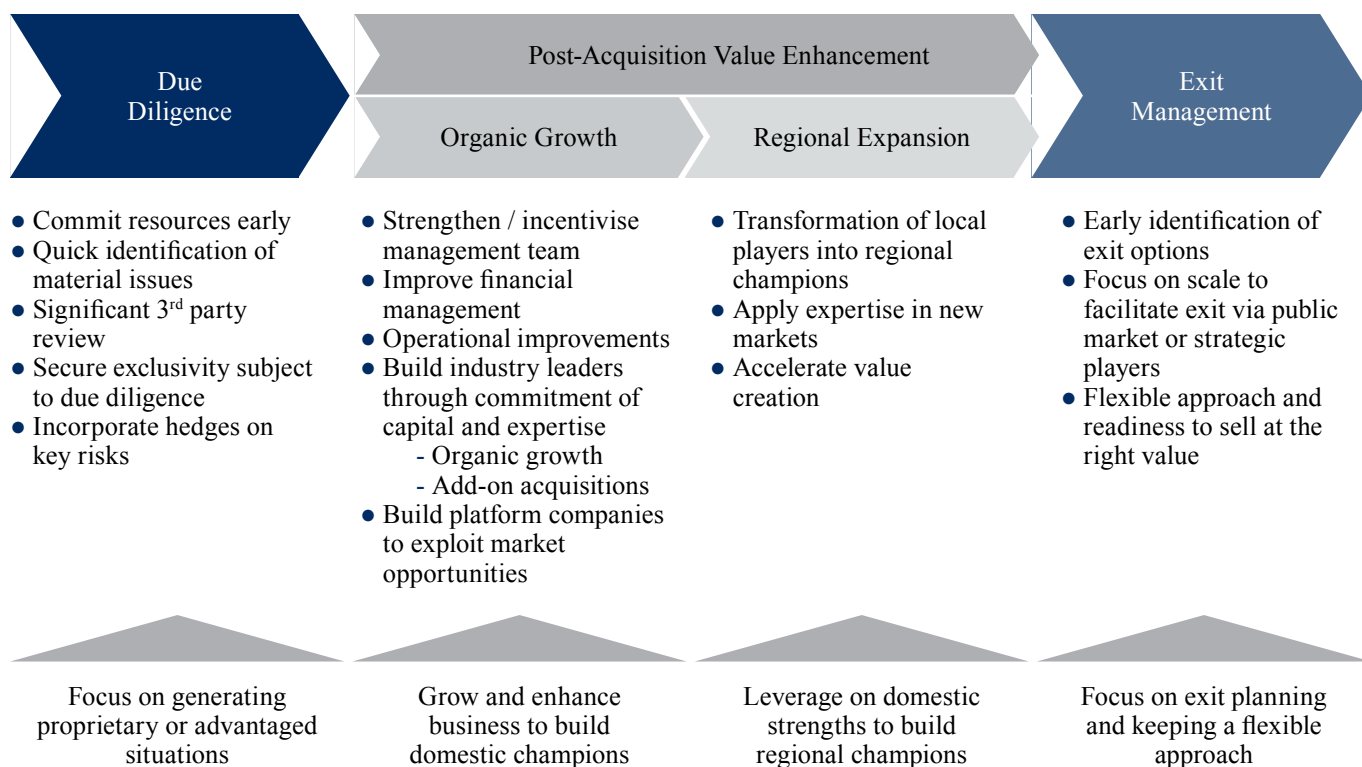 Due
Diligence
Post-Acquisition Value Enhancement
Organic Growth
Regional Expansion
Exit
Management
● Commit resources early
● Quick identification of
material issues
● Significant 3rd party
review
● Secure exclusivity subject
to due diligence
● Incorporate hedges on
key risks
● Strengthen / incentivise
management team
● Improve financial
management
● Operational improvements
● Build industry leaders
through commitment of
capital and expertise
- Organic growth
- Add-on acquisitions
● Build platform companies
to exploit market
opportunities
● Transformation of local
players into regional
champions
● Apply expertise in new
markets
● Accelerate value
creation
● Early identification of
exit options
● Focus on scale to
facilitate exit via public
market or strategic
players
● Flexible approach and
readiness to sell at the
right value
Focus on generating
proprietary or advantaged
situations
Grow and enhance
business to build
domestic champions
Leverage on domestic
strengths to build
regional champions
Focus on exit planning
and keeping a flexible
approach